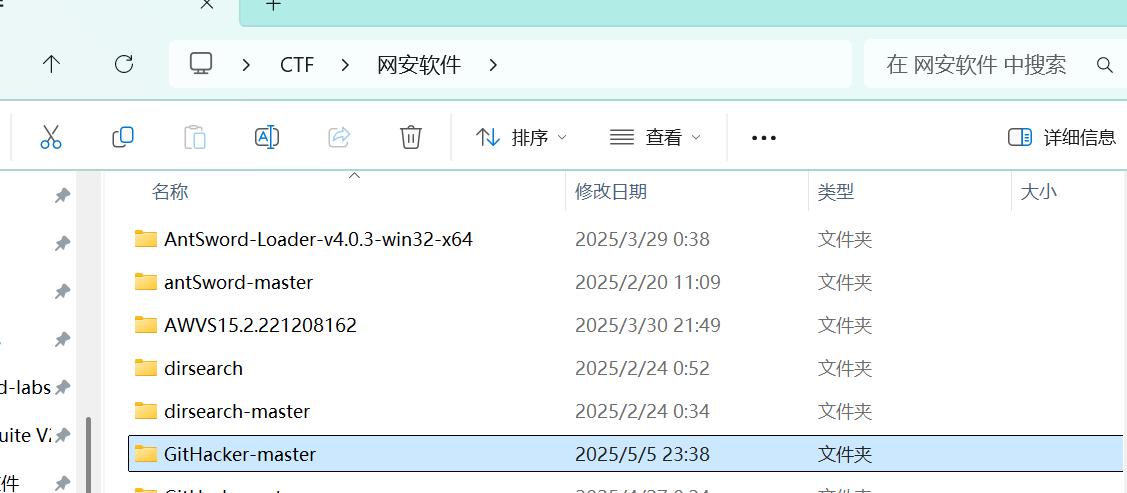 CTF 网安软件 在 网安软件 中搜索
排序 查看 详细信息
名称 修改日期 类型 大小
AntSword-Loader-v4.0.3-win32-x64 2025/3/29 0:38 文件夹
antSword-master 2025/2/20 11:09 文件夹
AWVS15.2.221208162 2025/3/30 21:49 文件夹
dirsearch 2025/2/24 0:52 文件夹
d-labs
dirsearch-master 2025/2/24 0:34 文件夹
uite V2
GitHacker-master 2025/5/5 23:38 文件夹
件